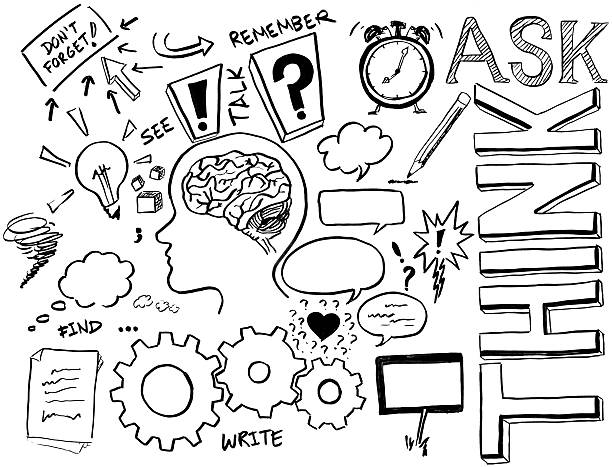 DON'T
FORGET!
REMEMBER
ASK
SEE
!
TALK
?
THINK
;
!
!
?
FIND ...
? ? ? ? ? ? ? ? ? ? ? ? ? ? ? ?
WRITE